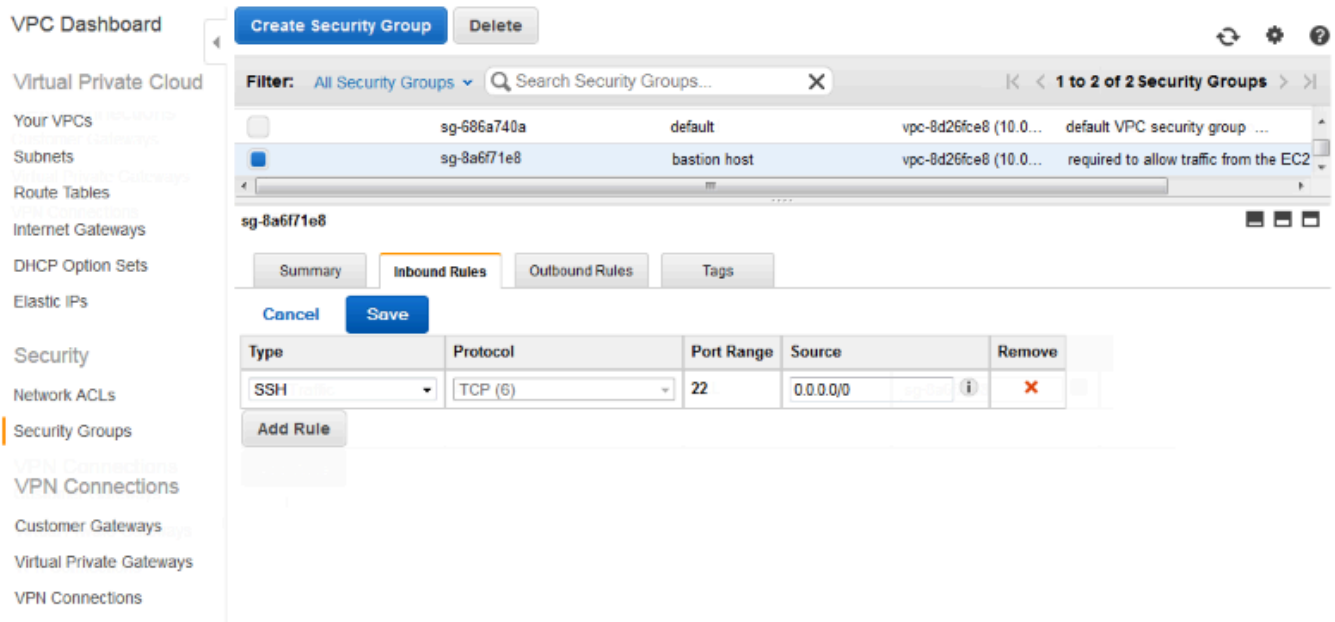 VPC Dashboard
Create Security Group
Delete
Virtual Private Cloud
Your VPCs
Subnets
Route Tables
Internet Gateways
DHCP Option Sets
Elastic IPs
Security
Network ACLs
Security Groups
VPN Connections
Customer Gateways
Virtual Private Gateways
VPN Connections
Filter: All Security Groups Search Security Groups... 1 to 2 of 2 Security Groups
sg-686a740a default vpc-8d26fce8 (10.0... default VPC security group ...
sg-8a6f71e8 bastion host vpc-8d26fce8 (10.0... required to allow traffic from the EC2
sg-8a6f71e8
Summary Inbound Rules Outbound Rules Tags
Cancel Save
Type Protocol Port Range Source Remove
SSH TCP (6) 22 0.0.0.0/0
Add Rule